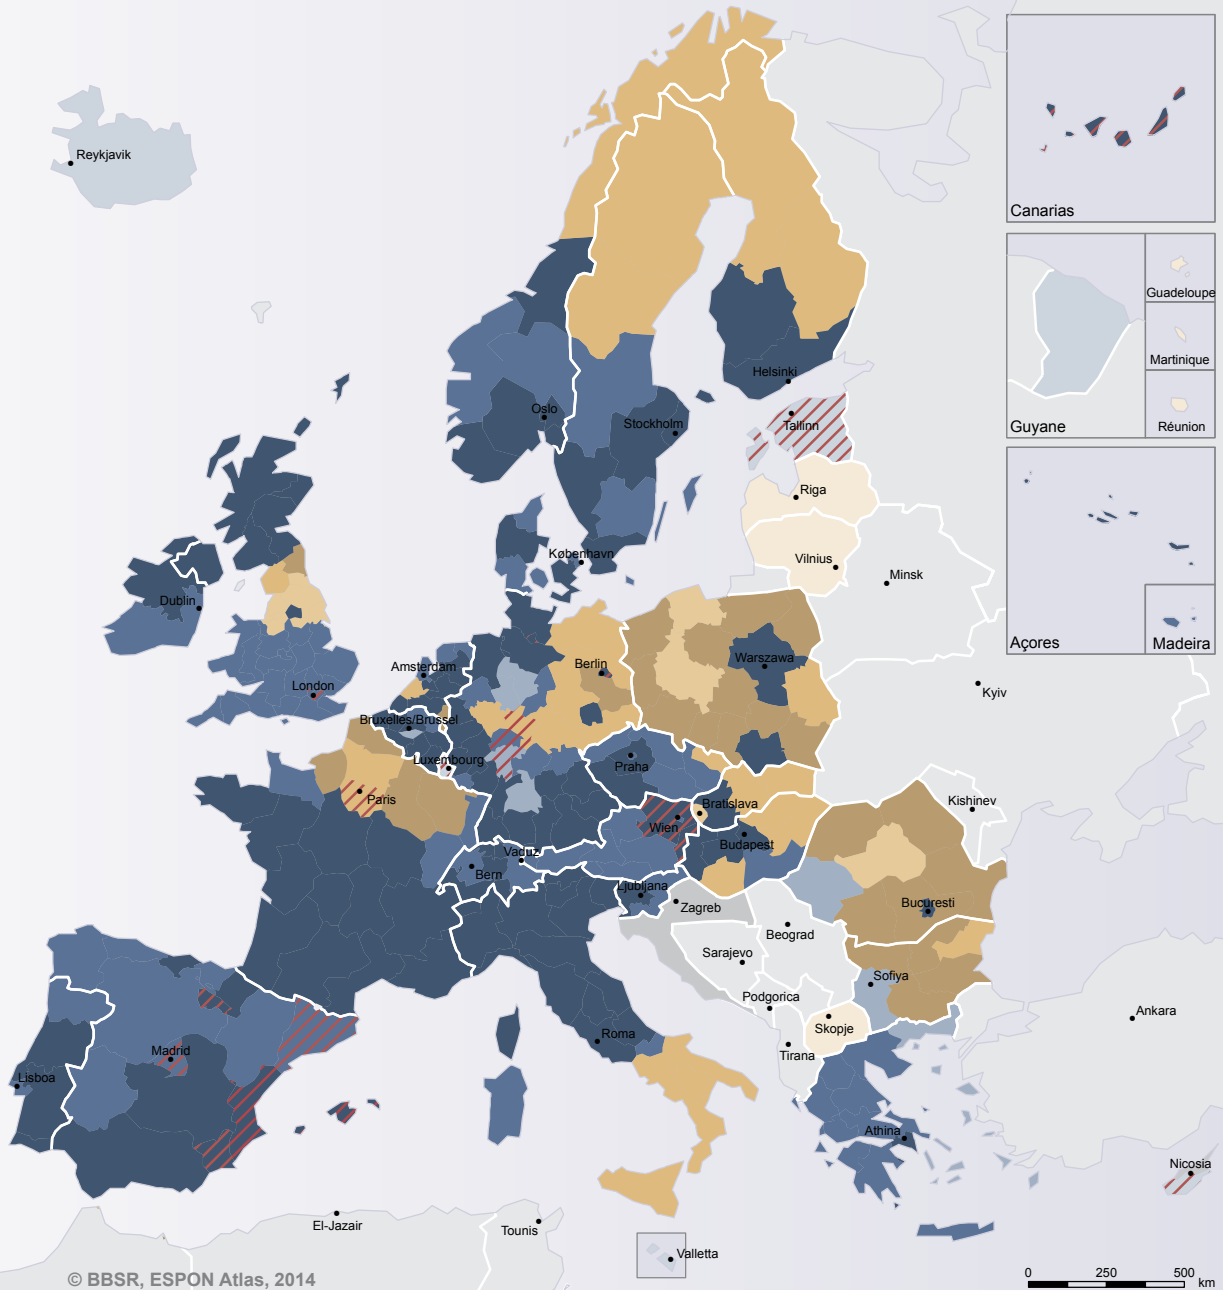 Reykjavik
Canarias
Guadeloupe
Martinique
Réunion
Guyane
Açores
Madeira
Helsinki
Oslo
Stockholm
Tallinn
Riga
København
Vilnius
Minsk
Dublin
Amsterdam
Berlin
Warszawa
London
Kyiv
Bruxelles/Brussel
Luxembourg
Praha
Paris
Kishinev
Bratislava
Wien
Budapest
Vaduz
Bern
Ljubljana
Zagreb
Bucuresti
Beograd
Sarajevo
Sofiya
Podgorica
Ankara
Skopje
Roma
Tirana
Madrid
Lisboa
Athina
Nicosia
El-Jazair
Tounis
Valletta
© BBSR, ESPON Atlas, 2014
0 250 500
km